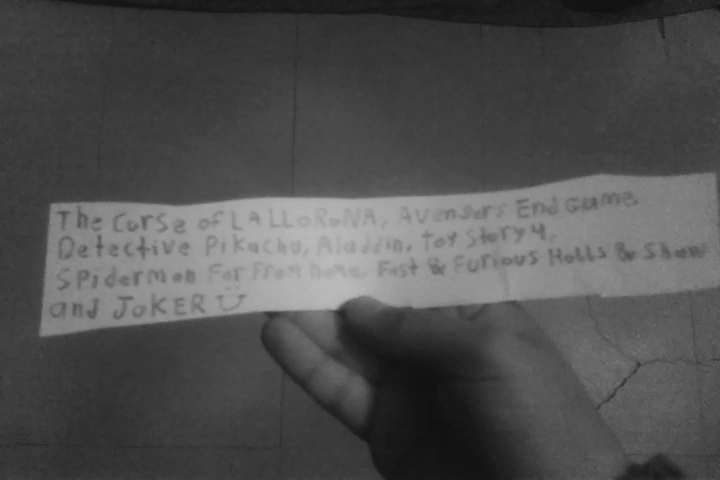 The Curse of LALLORONA, Avengers End Game
Detective Pikachu, Aladdin, Toy Story 4,
Spiderman Far From home, Fast & Furious Hobbs & Shaw
and JOKER